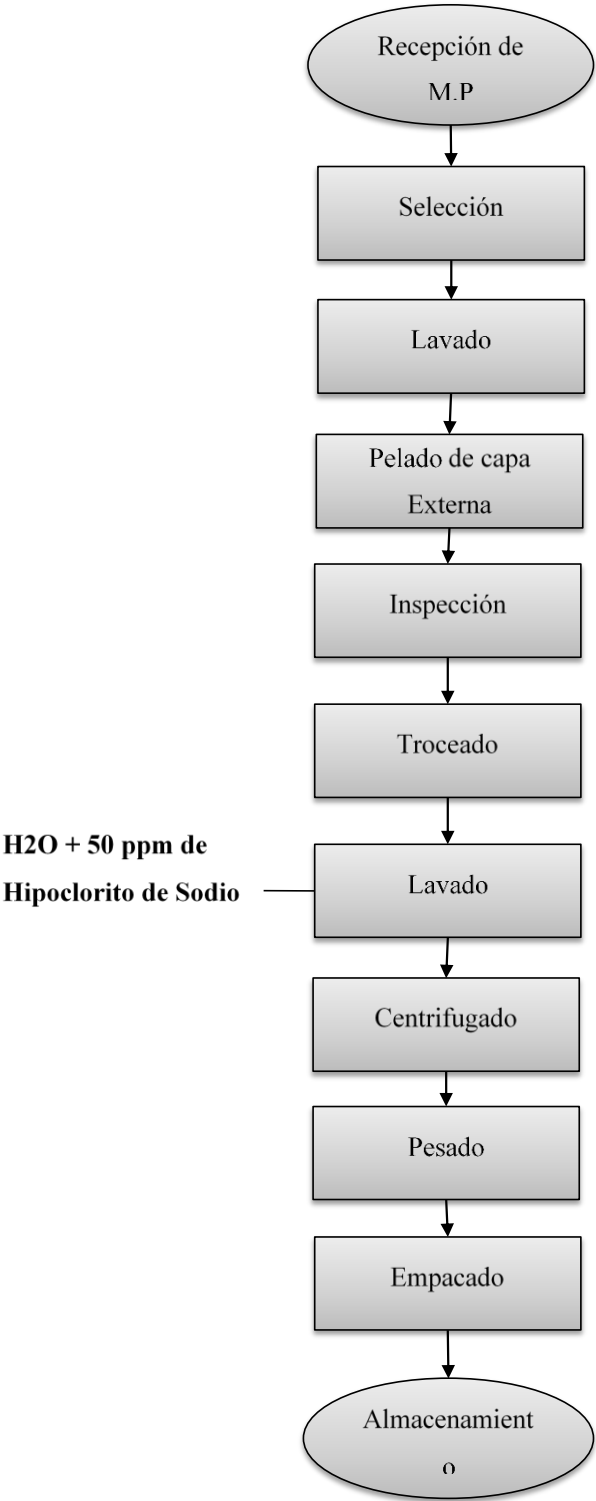 Recepción de
M.P
Selección
Lavado
Pelado de capa
Externa
Inspección
Troceado
H2O + 50 ppm de
Hipoclorito de Sodio
Lavado
Centrifugado
Pesado
Empacado
Almacenamient
o